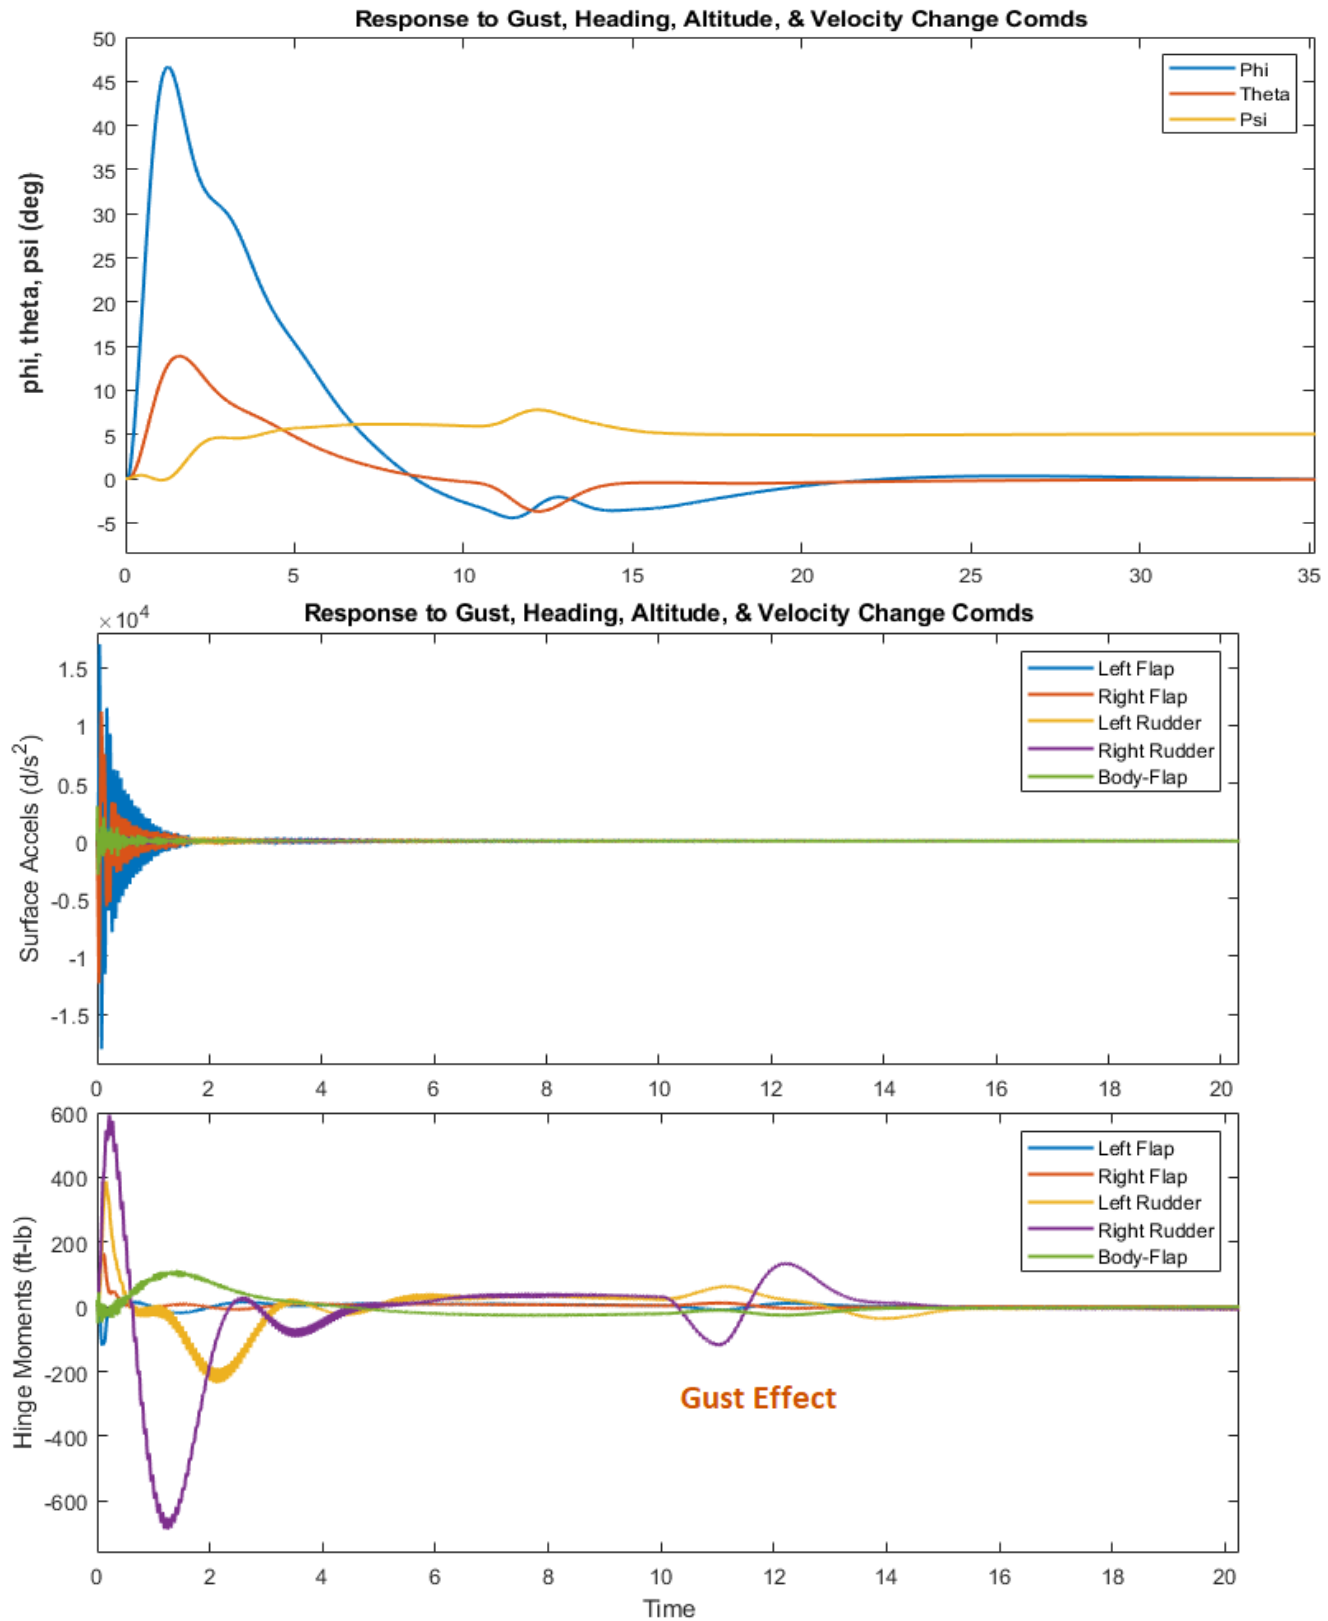 Response to Gust, Heading, Altitude, & Velocity Change Comds
50
45
40
35
30
25
20
15
10
5
0
-5
phi, theta, psi (deg)
Phi
Theta
Psi
0 5 10 15 20 25 30 35
Response to Gust, Heading, Altitude, & Velocity Change Comds
×10⁴
1.5
1
0.5
0
-0.5
-1
-1.5
Surface Accels (d/s²)
Left Flap
Right Flap
Left Rudder
Right Rudder
Body-Flap
0 2 4 6 8 10 12 14 16 18 20
600
400
200
0
-200
-400
-600
Hinge Moments (ft-lb)
Left Flap
Right Flap
Left Rudder
Right Rudder
Body-Flap
Gust Effect
0 2 4 6 8 10 12 14 16 18 20
Time